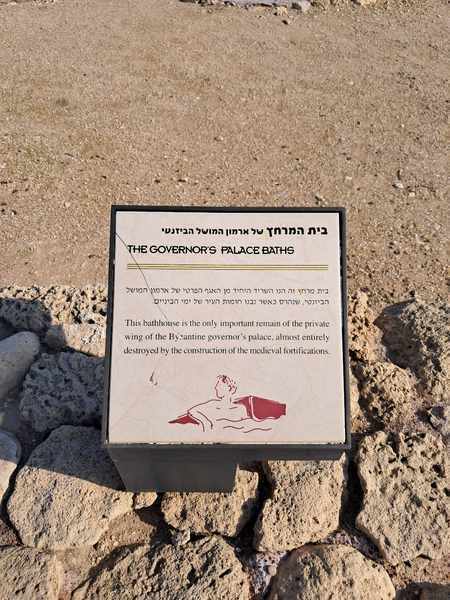 בית המרחץ של ארמון המושל הביזנטי
THE GOVERNOR'S PALACE BATHS
בית מרחץ זה הנו השריד היחיד מן האגף הפרטי של ארמון המושל
הביזנטי, שנהרס כאשר נבנו חומות העיר של ימי הביניים
This bathhouse is the only important remain of the private
wing of the Byzantine governor's palace, almost entirely
destroyed by the construction of the medieval fortifications.